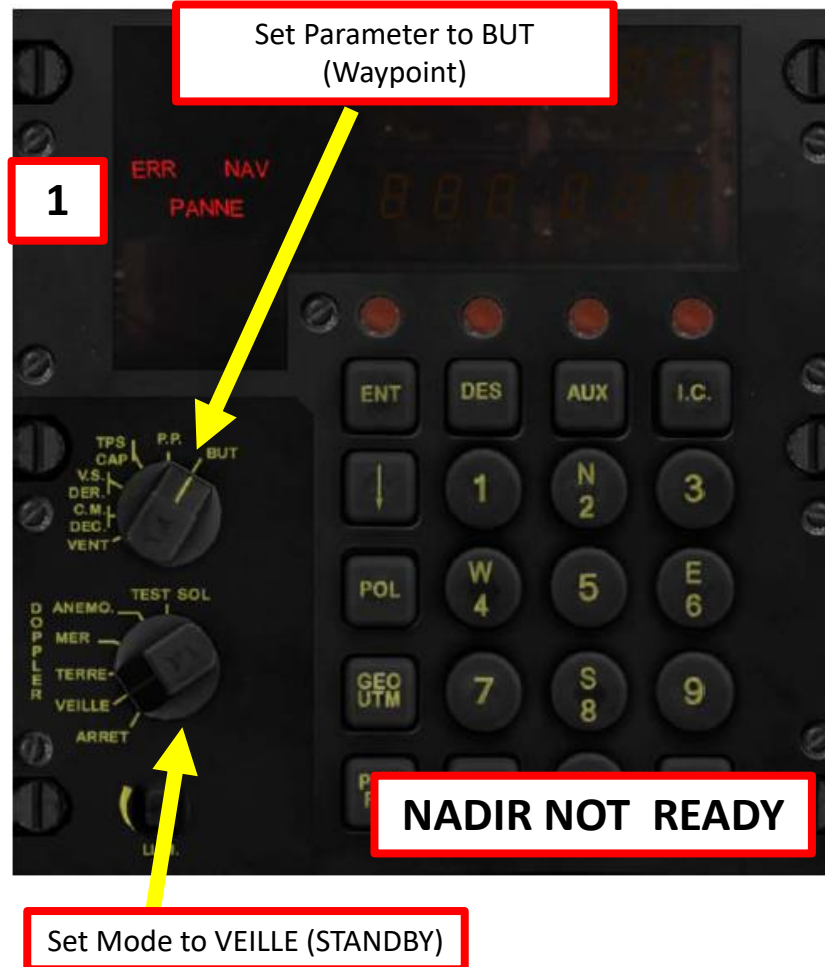 Set Parameter to BUT
(Waypoint)
1
ERR NAV
PANNE
ENT DES AUX I.C.
TPS
CAP
P.P.
BUT
V.S.
DER.
C.M.
DEC.
VENT
1
N
2
3
POL
W
4
5
E
6
DOPPLER
TEST SOL
ANEMO.
MER
TERRE
VEILLE
ARRET
GEO
UTM
7
S
8
9
NADIR NOT READY
Set Mode to VEILLE (STANDBY)